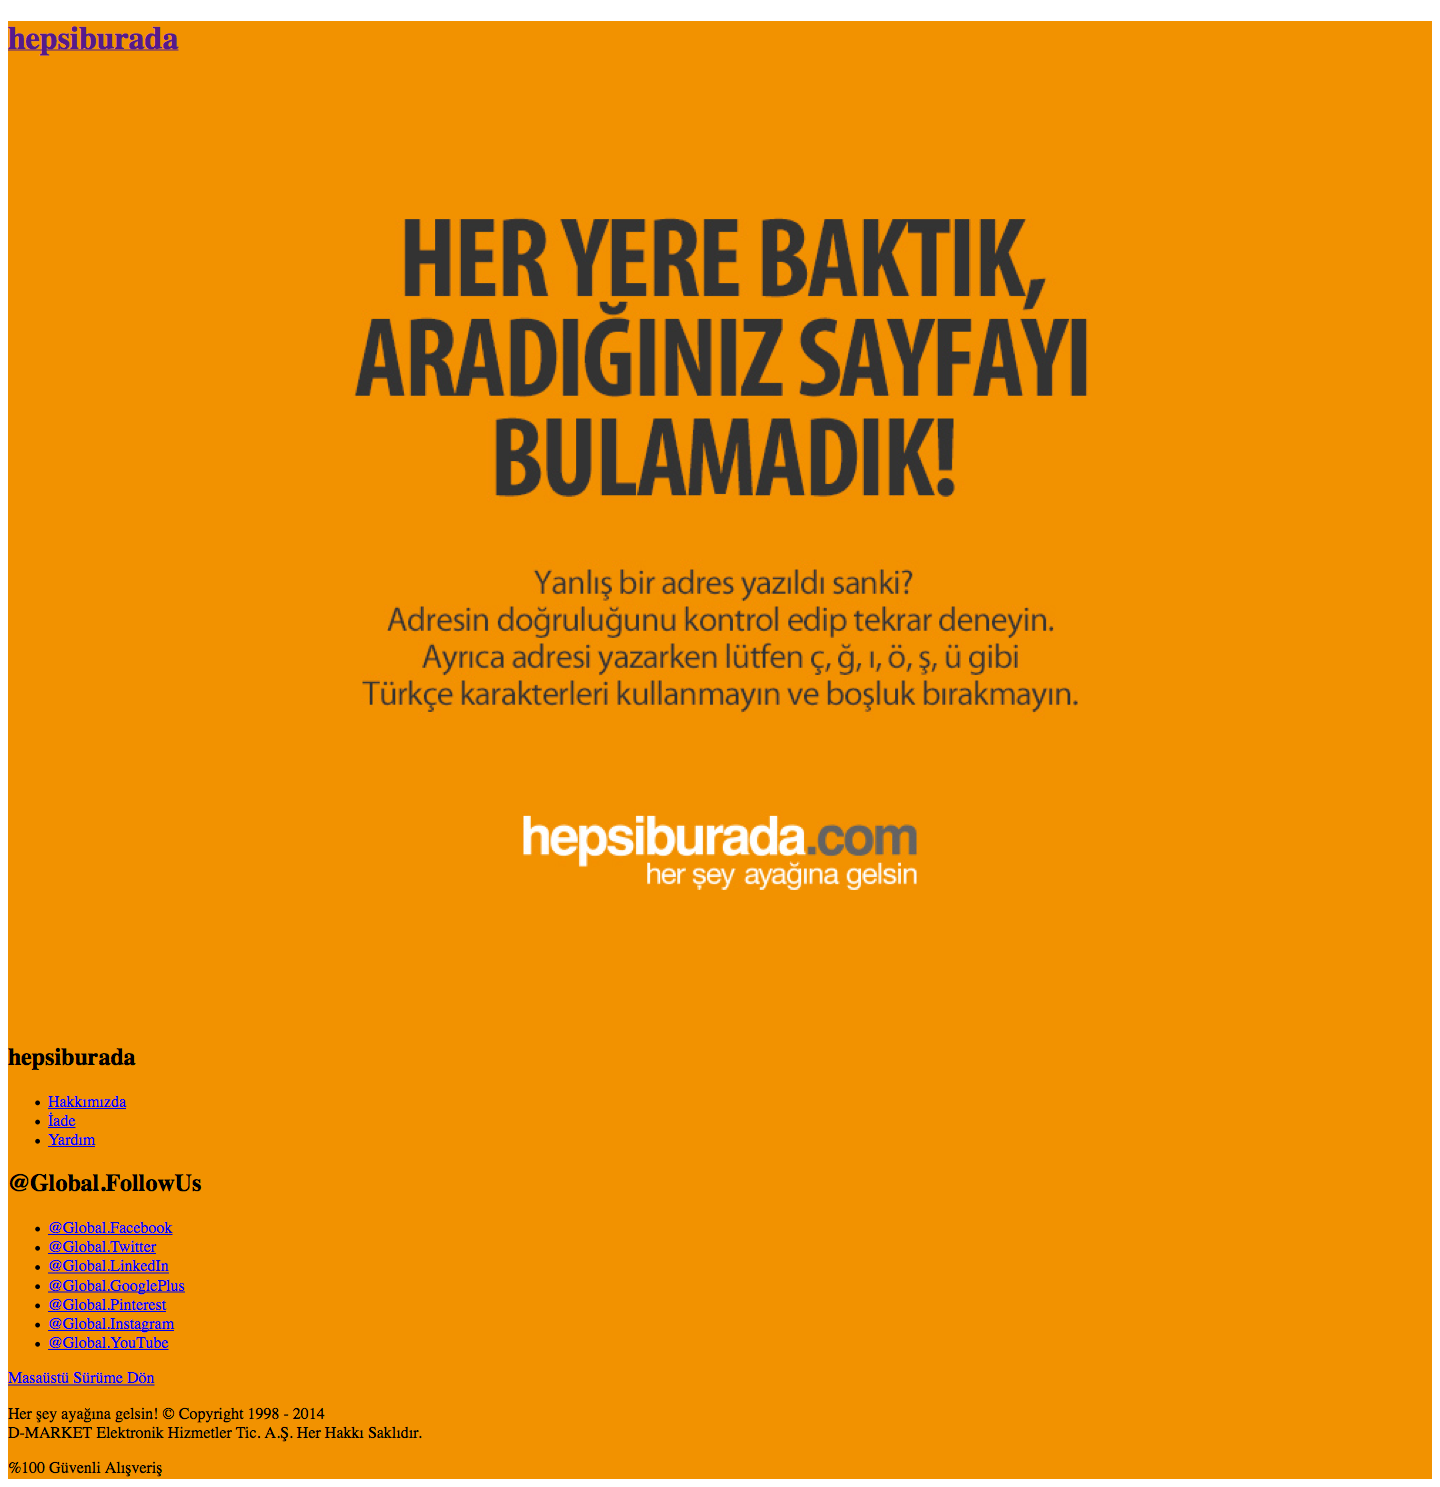 hepsiburada
HER YERE BAKTIK,
ARADIĞINIZ SAYFAYI
BULAMADIK!
Yanlış bir adres yazıldı sanki?
Adresin doğruluğunu kontrol edip tekrar deneyin.
Ayrıca adresi yazarken lütfen ç, ğ, ı, ö, ş, ü gibi
Türkçe karakterleri kullanmayın ve boşluk bırakmayın.
hepsiburada.com
her şey ayağına gelsin
hepsiburada
Hakkımızda
İade
Yardım
@Global.FollowUs
@Global.Facebook
@Global.Twitter
@Global.LinkedIn
@Global.GooglePlus
@Global.Pinterest
@Global.Instagram
@Global.YouTube
Masaüstü Sürüme Dön
Her şey ayağına gelsin! © Copyright 1998 - 2014
D-MARKET Elektronik Hizmetler Tic. A.Ş. Her Hakkı Saklıdır.
%100 Güvenli Alışveriş